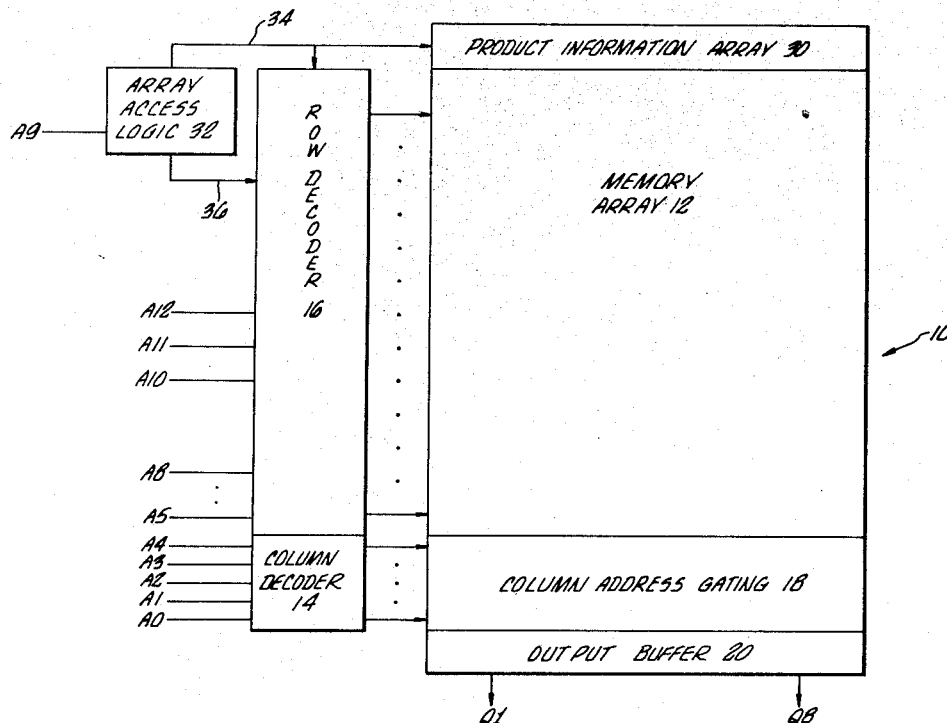 34
PRODUCT INFORMATION ARRAY 30
ARRAY
ACCESS
LOGIC 32
A9
36
ROW DECODER
16
MEMORY
ARRAY 12
10
A12
A11
A10
A8
A5
A4
A3
A2
A1
A0
COLUMN
DECODER
14
COLUMN ADDRESS GATING 18
OUTPUT BUFFER 20
O1
O8